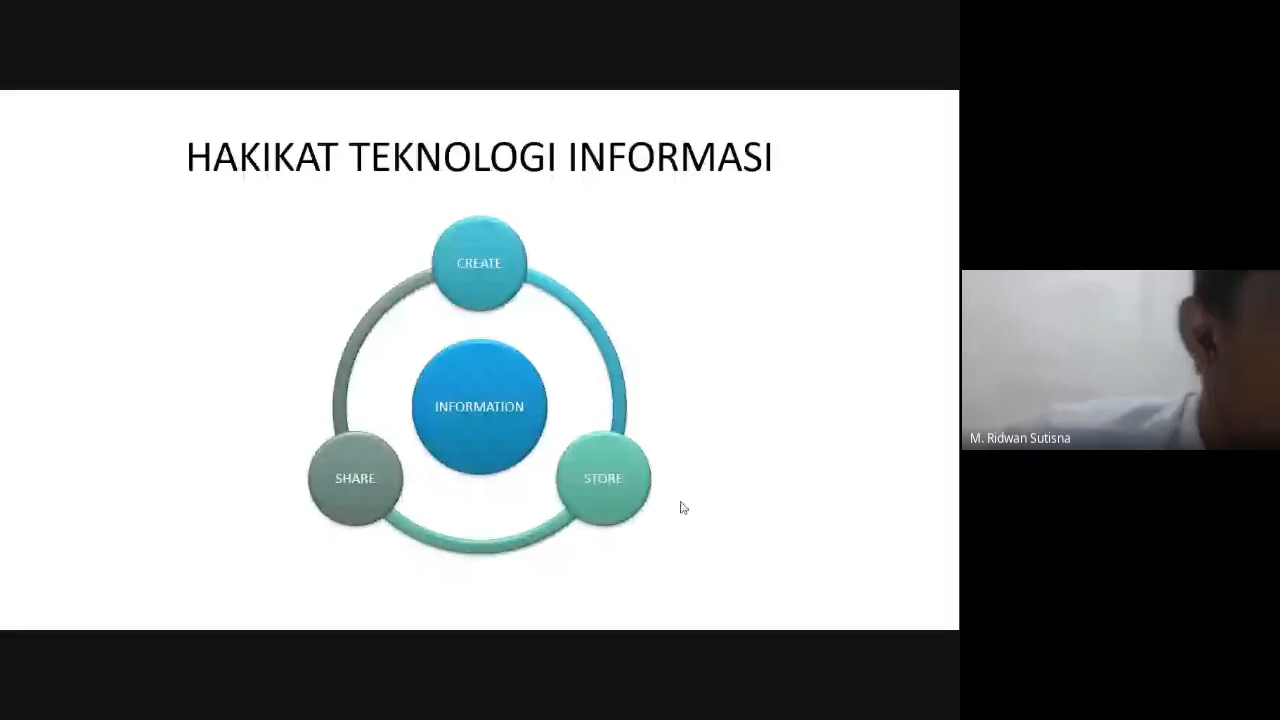 HAKIKAT TEKNOLOGI INFORMASI
CREATE
INFORMATION
SHARE
STORE
M. Ridwan Sutisna